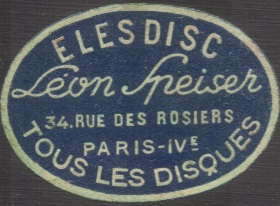 ELESDISC
Léon Speiser
34. RUE DES ROSIERS
PARIS-IVE
TOUS LES DISQUES